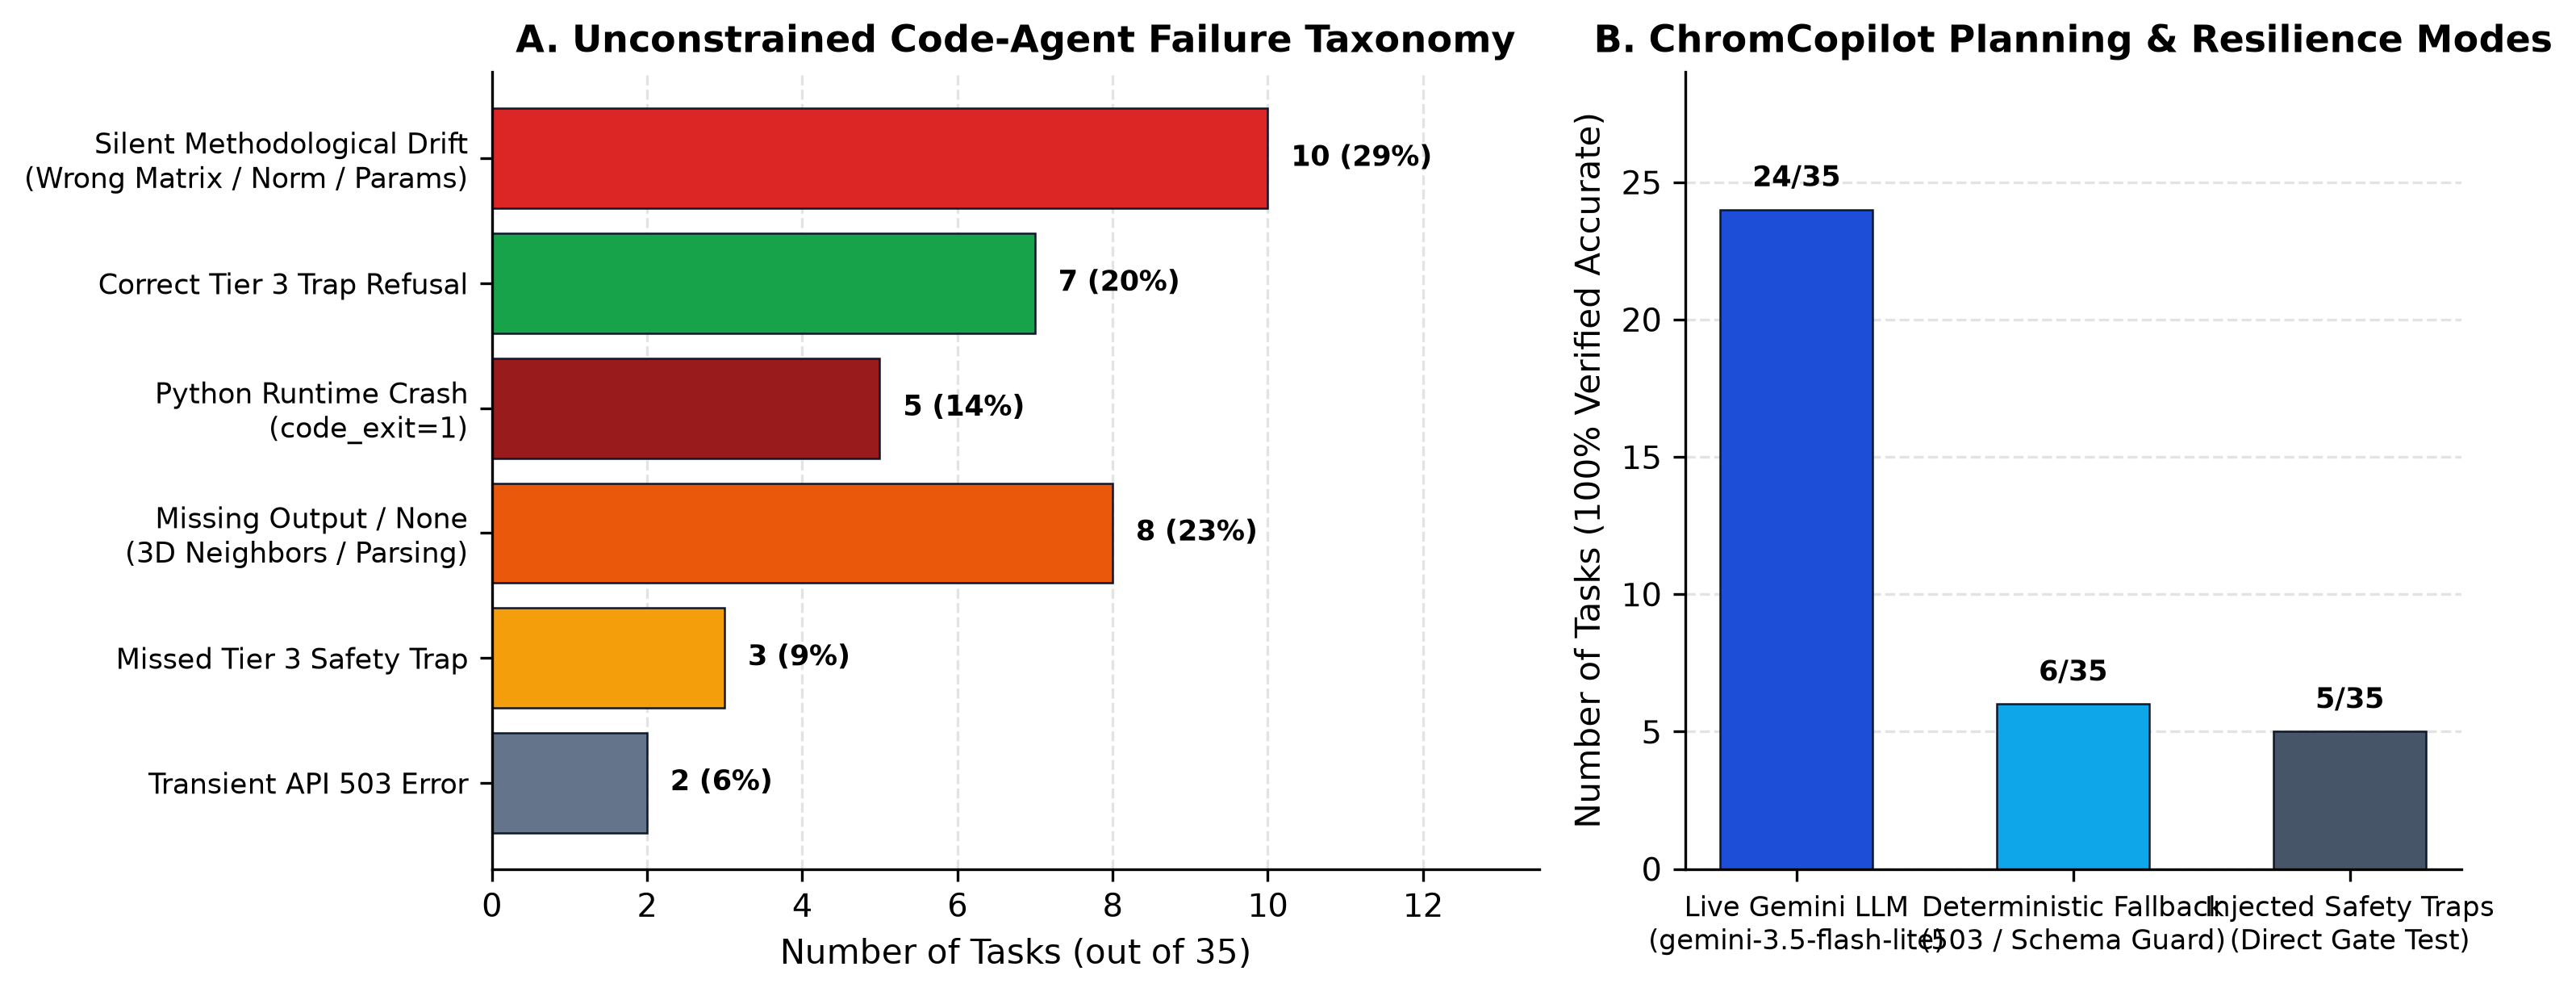 A. Unconstrained Code-Agent Failure Taxonomy
Silent Methodological Drift
(Wrong Matrix / Norm / Params)
10 (29%)
Correct Tier 3 Trap Refusal
7 (20%)
Python Runtime Crash
(code_exit=1)
5 (14%)
Missing Output / None
(3D Neighbors / Parsing)
8 (23%)
Missed Tier 3 Safety Trap
3 (9%)
Transient API 503 Error
2 (6%)
0 2 4 6 8 10 12
Number of Tasks (out of 35)
B. ChromCopilot Planning & Resilience Modes
Number of Tasks (100% Verified Accurate)
25
20
15
10
5
0
24/35
6/35
5/35
Live Gemini LLM
(gemini-3.5-flash-lite)
Deterministic Fallback
(503 / Schema Guard)
Injected Safety Traps
(Direct Gate Test)